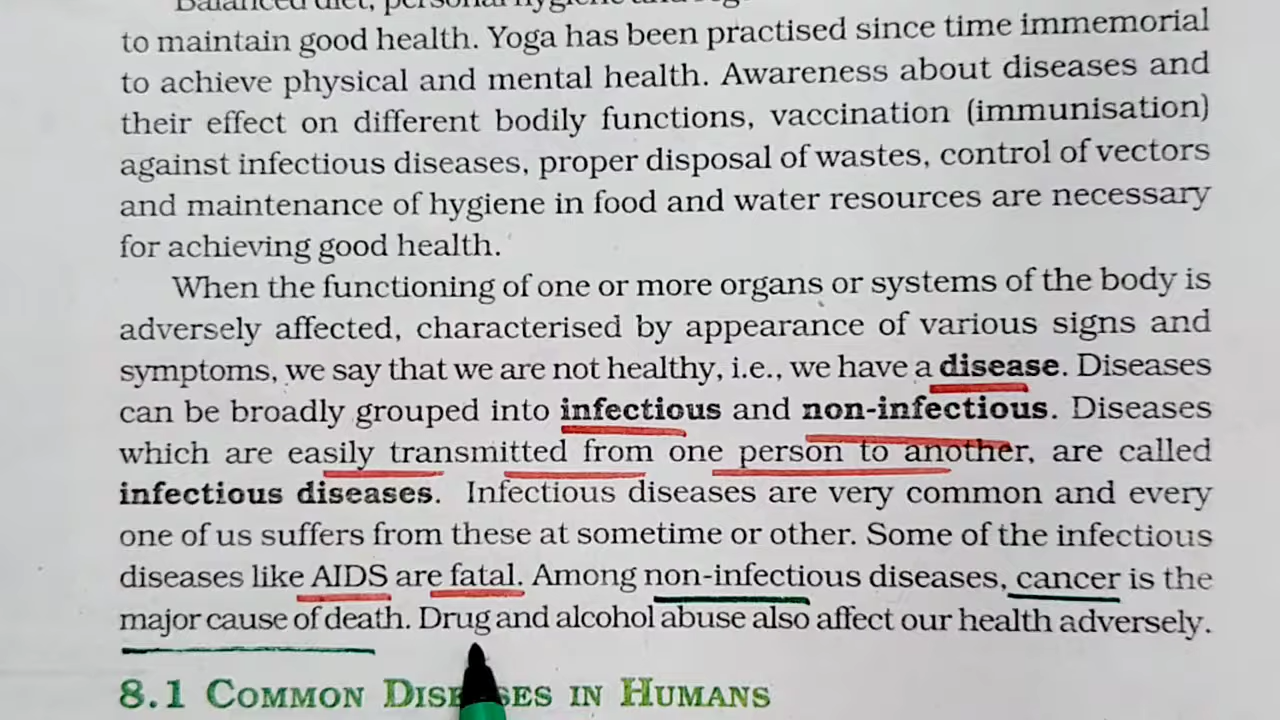 Balanced diet, personal hygiene and
to maintain good health. Yoga has been practised since time immemorial
to achieve physical and mental health. Awareness about diseases and
their effect on different bodily functions, vaccination (immunisation)
against infectious diseases, proper disposal of wastes, control of vectors
and maintenance of hygiene in food and water resources are necessary
for achieving good health.
When the functioning of one or more organs or systems of the body is
adversely affected, characterised by appearance of various signs and
symptoms, we say that we are not healthy, i.e., we have a disease. Diseases
can be broadly grouped into infectious and non-infectious. Diseases
which are easily transmitted from one person to another, are called
infectious diseases. Infectious diseases are very common and every
one of us suffers from these at sometime or other. Some of the infectious
diseases like AIDS are fatal. Among non-infectious diseases, cancer is the
major cause of death. Drug and alcohol abuse also affect our health adversely.
8.1 COMMON DISEASES IN HUMANS